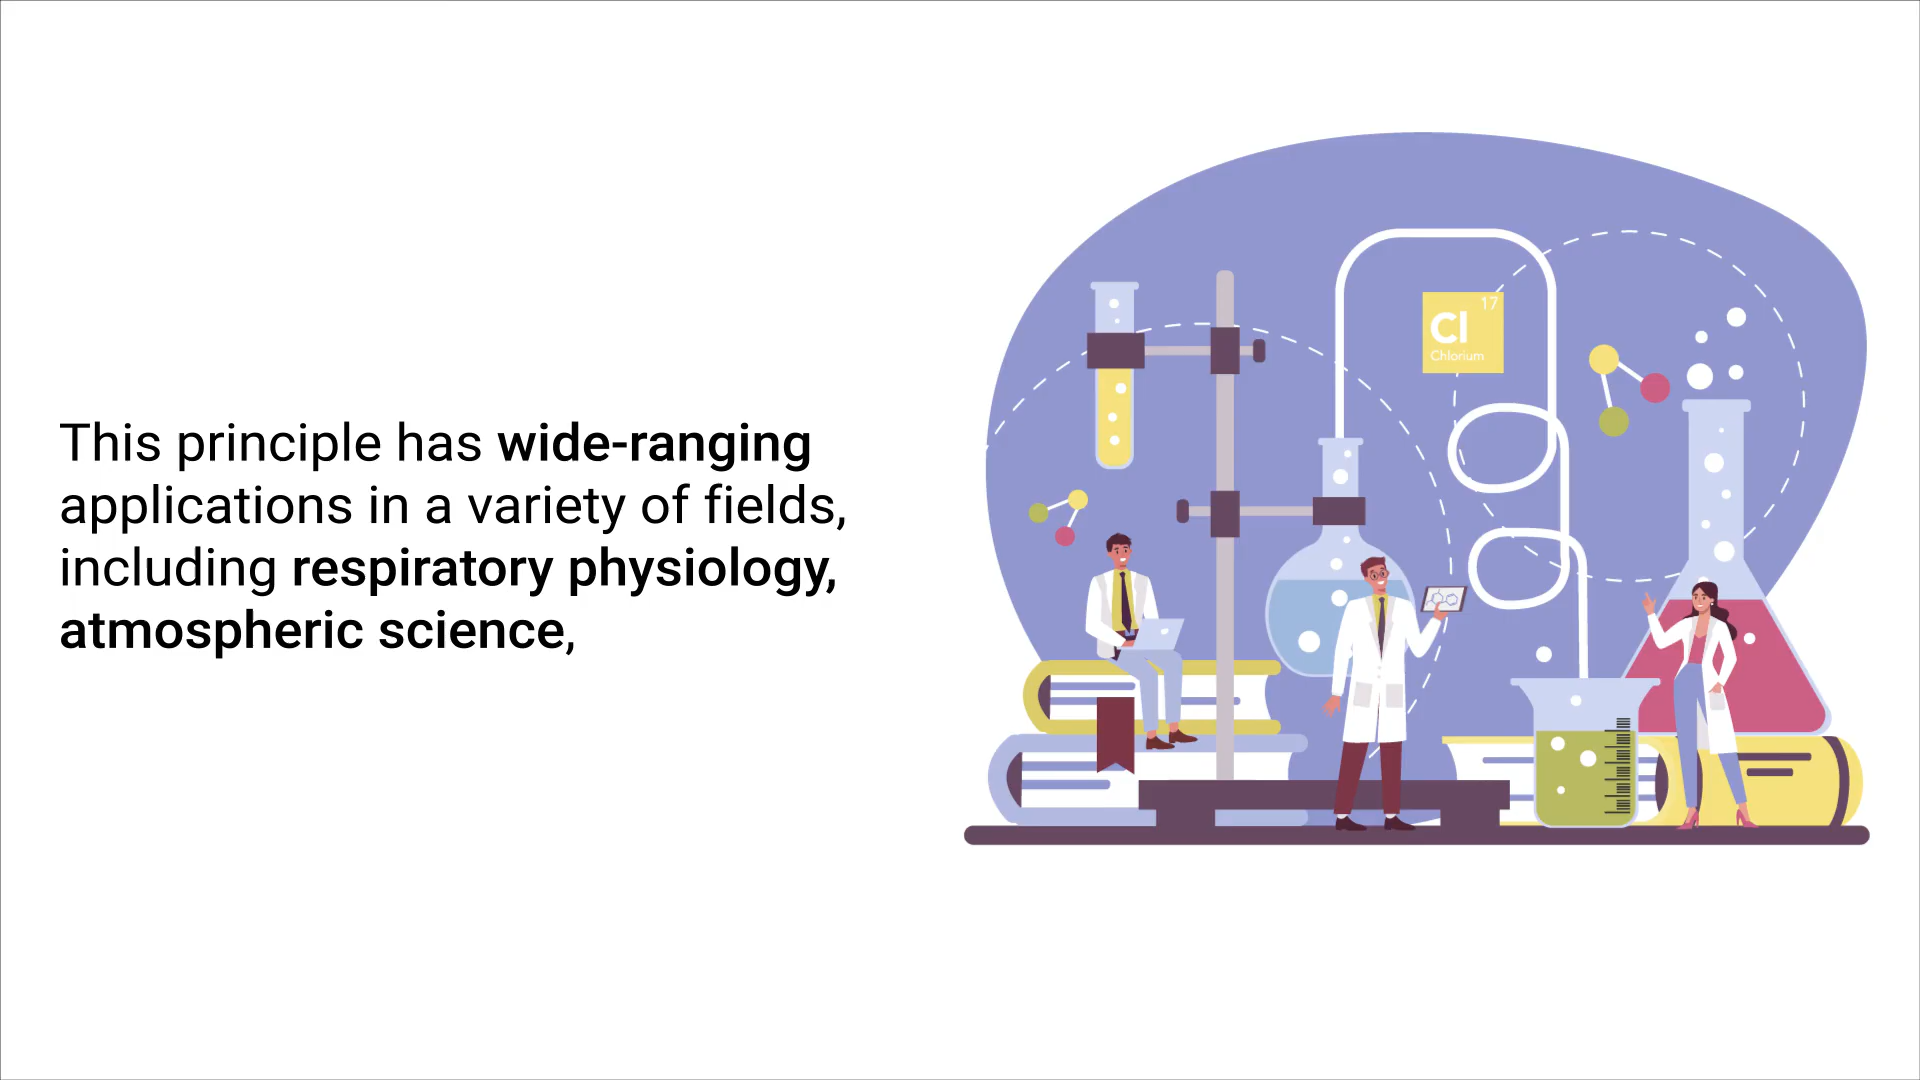 This principle has wide-ranging
applications in a variety of fields,
including respiratory physiology,
atmospheric science,
17
Cl
Chlorium